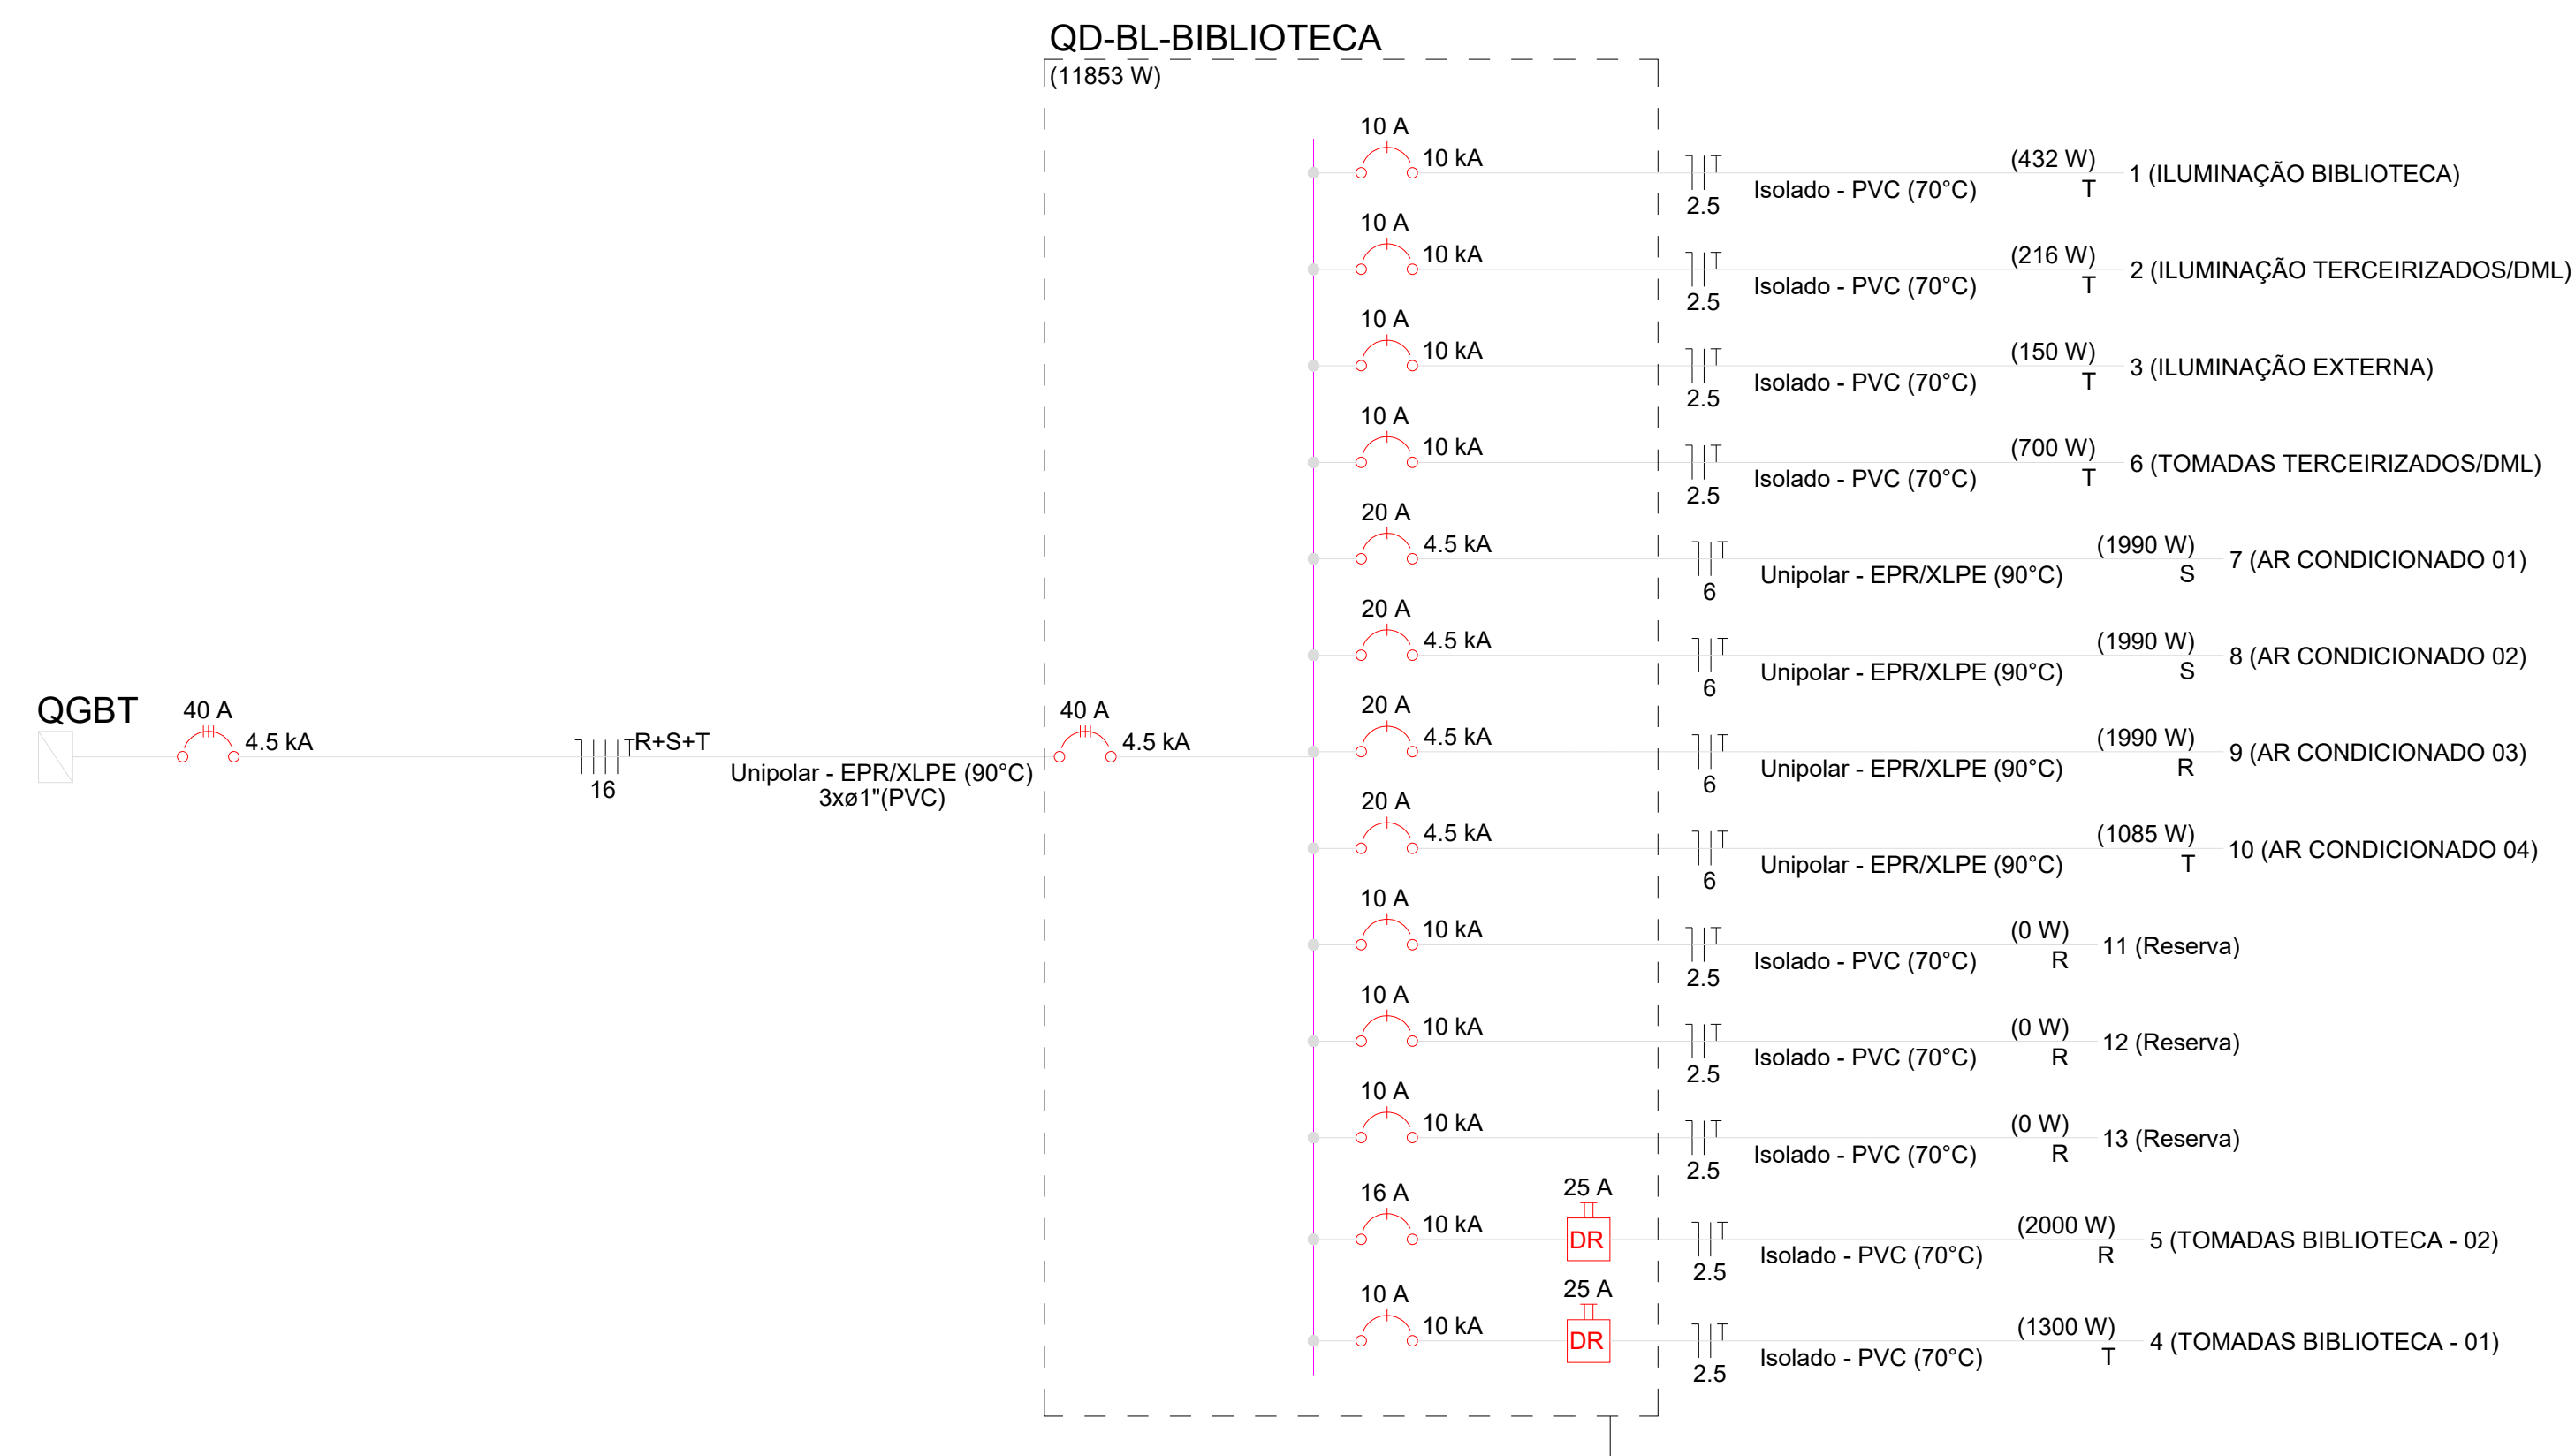 QD-BL-BIBLIOTECA
(11853 W)
10 A
10 kA
2.5
Isolado - PVC (70°C)
(432 W)
T
1 (ILUMINAÇÃO BIBLIOTECA)
10 A
10 kA
2.5
Isolado - PVC (70°C)
(216 W)
T
2 (ILUMINAÇÃO TERCEIRIZADOS/DML)
10 A
10 kA
2.5
Isolado - PVC (70°C)
(150 W)
T
3 (ILUMINAÇÃO EXTERNA)
10 A
10 kA
2.5
Isolado - PVC (70°C)
(700 W)
T
6 (TOMADAS TERCEIRIZADOS/DML)
20 A
4.5 kA
6
Unipolar - EPR/XLPE (90°C)
(1990 W)
S
7 (AR CONDICIONADO 01)
20 A
4.5 kA
6
Unipolar - EPR/XLPE (90°C)
(1990 W)
S
8 (AR CONDICIONADO 02)
QGBT
40 A
4.5 kA
R+S+T
16
Unipolar - EPR/XLPE (90°C)
3xø1"(PVC)
40 A
4.5 kA
20 A
4.5 kA
6
Unipolar - EPR/XLPE (90°C)
(1990 W)
R
9 (AR CONDICIONADO 03)
20 A
4.5 kA
6
Unipolar - EPR/XLPE (90°C)
(1085 W)
T
10 (AR CONDICIONADO 04)
10 A
10 kA
2.5
Isolado - PVC (70°C)
(0 W)
R
11 (Reserva)
10 A
10 kA
2.5
Isolado - PVC (70°C)
(0 W)
R
12 (Reserva)
10 A
10 kA
2.5
Isolado - PVC (70°C)
(0 W)
R
13 (Reserva)
16 A
10 kA
25 A
DR
2.5
Isolado - PVC (70°C)
(2000 W)
R
5 (TOMADAS BIBLIOTECA - 02)
10 A
10 kA
25 A
DR
2.5
Isolado - PVC (70°C)
(1300 W)
T
4 (TOMADAS BIBLIOTECA - 01)